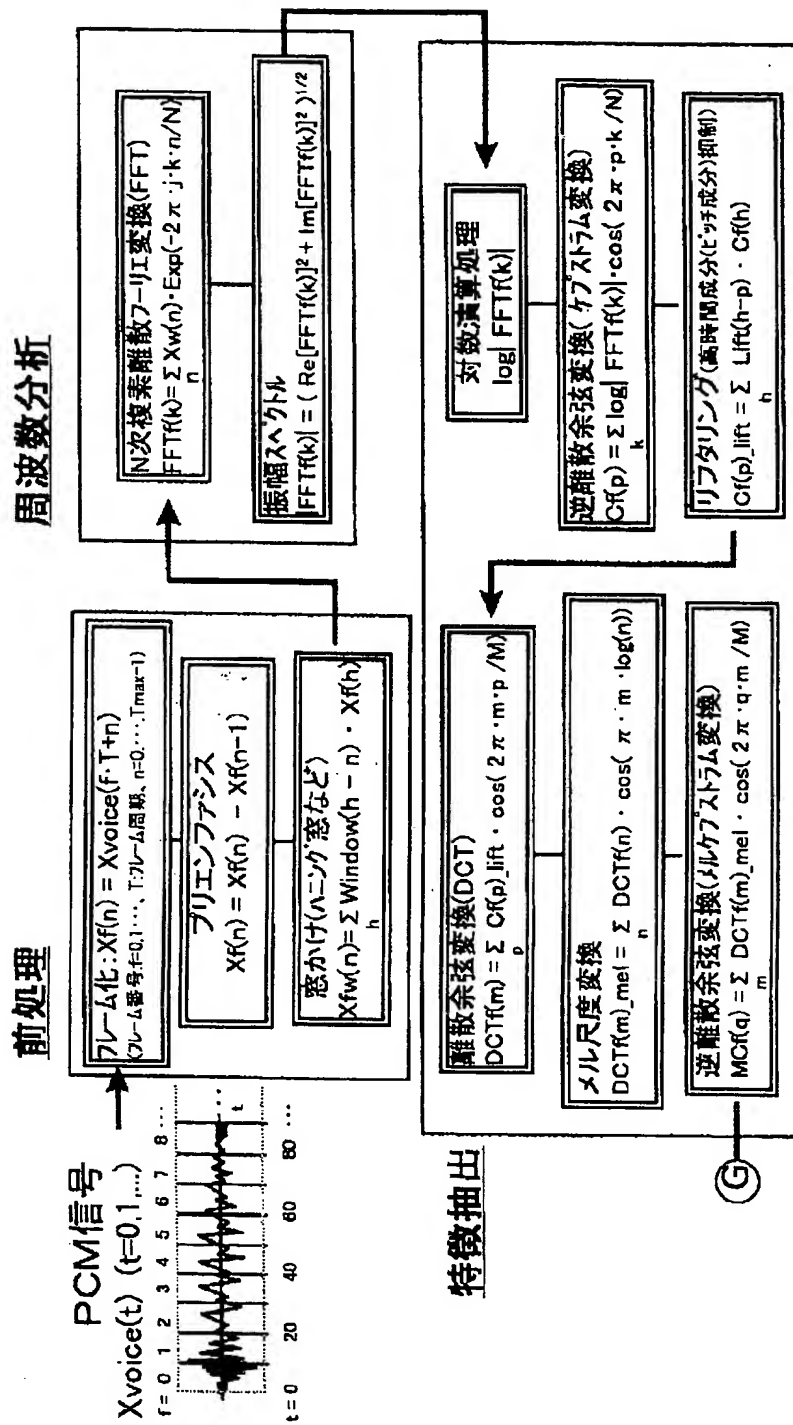 PCM信号
Xvoice(t) (t=0,1,...)
f= 0 1 2 3 4 5 6 7 8 ...
t
t=0 20 40 60 80 ...
前処理
フレーム化:Xf(n) = Xvoice(f・T+n)
(フレーム番号,f=0,1…、T:フレーム周期、n=0,…,Tmax-1)
プリエンファシス
Xf(n) = Xf(n) − Xf(n-1)
窓かけ(ハニング窓など)
Xfw(n)= Σ Window(h − n) ・ Xf(h)
h
周波数分析
N次複素離散フーリエ変換(FFT)
FFTf(k)= Σ Xw(n)・Exp(-2π・j・k・n/N)
n
振幅スペクトル
|FFTf(k)| = ( Re[FFTf(k)]² + Im[FFTf(k)]² )1/2
特徴抽出
対数演算処理
log| FFTf(k)|
逆離散余弦変換(ケプストラム変換)
Cf(p) = Σ log| FFTf(k)|・cos( 2π・p・k /N)
k
リフタリング(高時間成分(ピッチ成分)抑制)
Cf(p)_lift = Σ Lift(h-p) ・ Cf(h)
h
離散余弦変換(DCT)
DCTf(m) = Σ Cf(p)_lift ・ cos( 2π・m・p /M)
p
メル尺度変換
DCTf(m)_mel = Σ DCTf(n) ・ cos( π・m ・log(n))
n
逆離散余弦変換(メルケプストラム変換)
MCf(q) = Σ DCTf(m)_mel ・ cos( 2π・q・m /M)
m
G